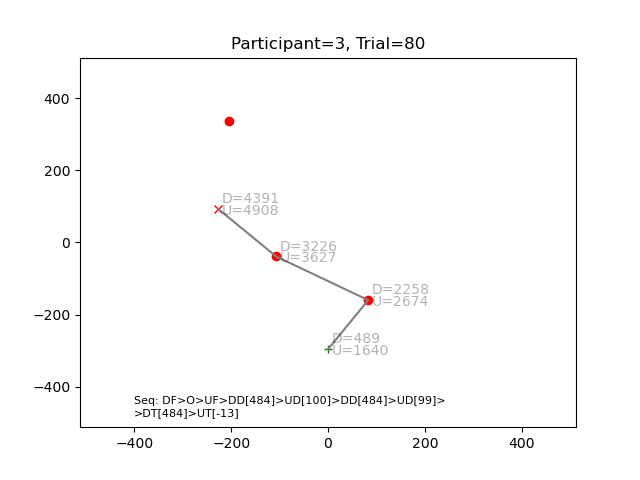 Participant=3, Trial=80
400
200
0
−200
−400
D=4391
U=4908
D=3226
U=3627
D=2258
U=2674
D=489
U=1640
Seq: DF>O>UF>DD[484]>UD[100]>DD[484]>UD[99]>
>DT[484]>UT[-13]
−400 −200 0 200 400